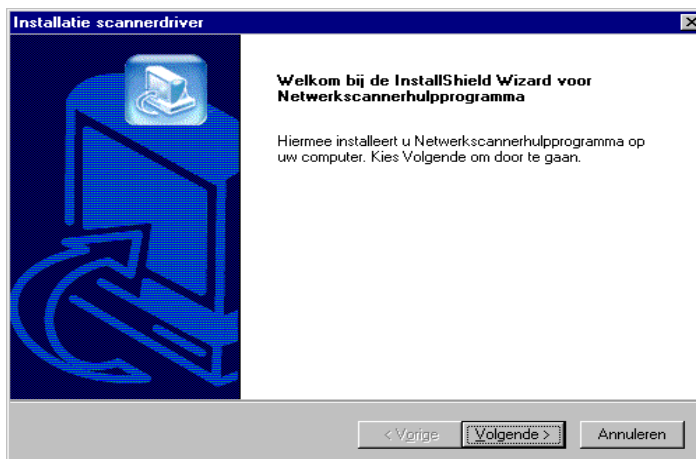 Installatie scannerdriver
Welkom bij de InstallShield Wizard voor
Netwerkscannerhulpprogramma
Hiermee installeert u Netwerkscannerhulpprogramma op
uw computer. Kies Volgende om door te gaan.
< Vorige
Volgende >
Annuleren